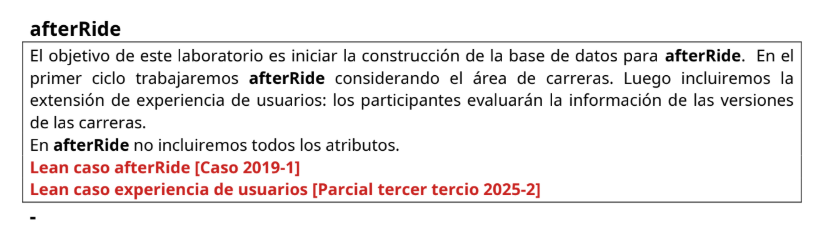 afterRide
El objetivo de este laboratorio es iniciar la construcción de la base de datos para afterRide. En el
primer ciclo trabajaremos afterRide considerando el área de carreras. Luego incluiremos la
extensión de experiencia de usuarios: los participantes evaluarán la información de las versiones
de las carreras.
En afterRide no incluiremos todos los atributos.
Lean caso afterRide [Caso 2019-1]
Lean caso experiencia de usuarios [Parcial tercer tercio 2025-2]
-